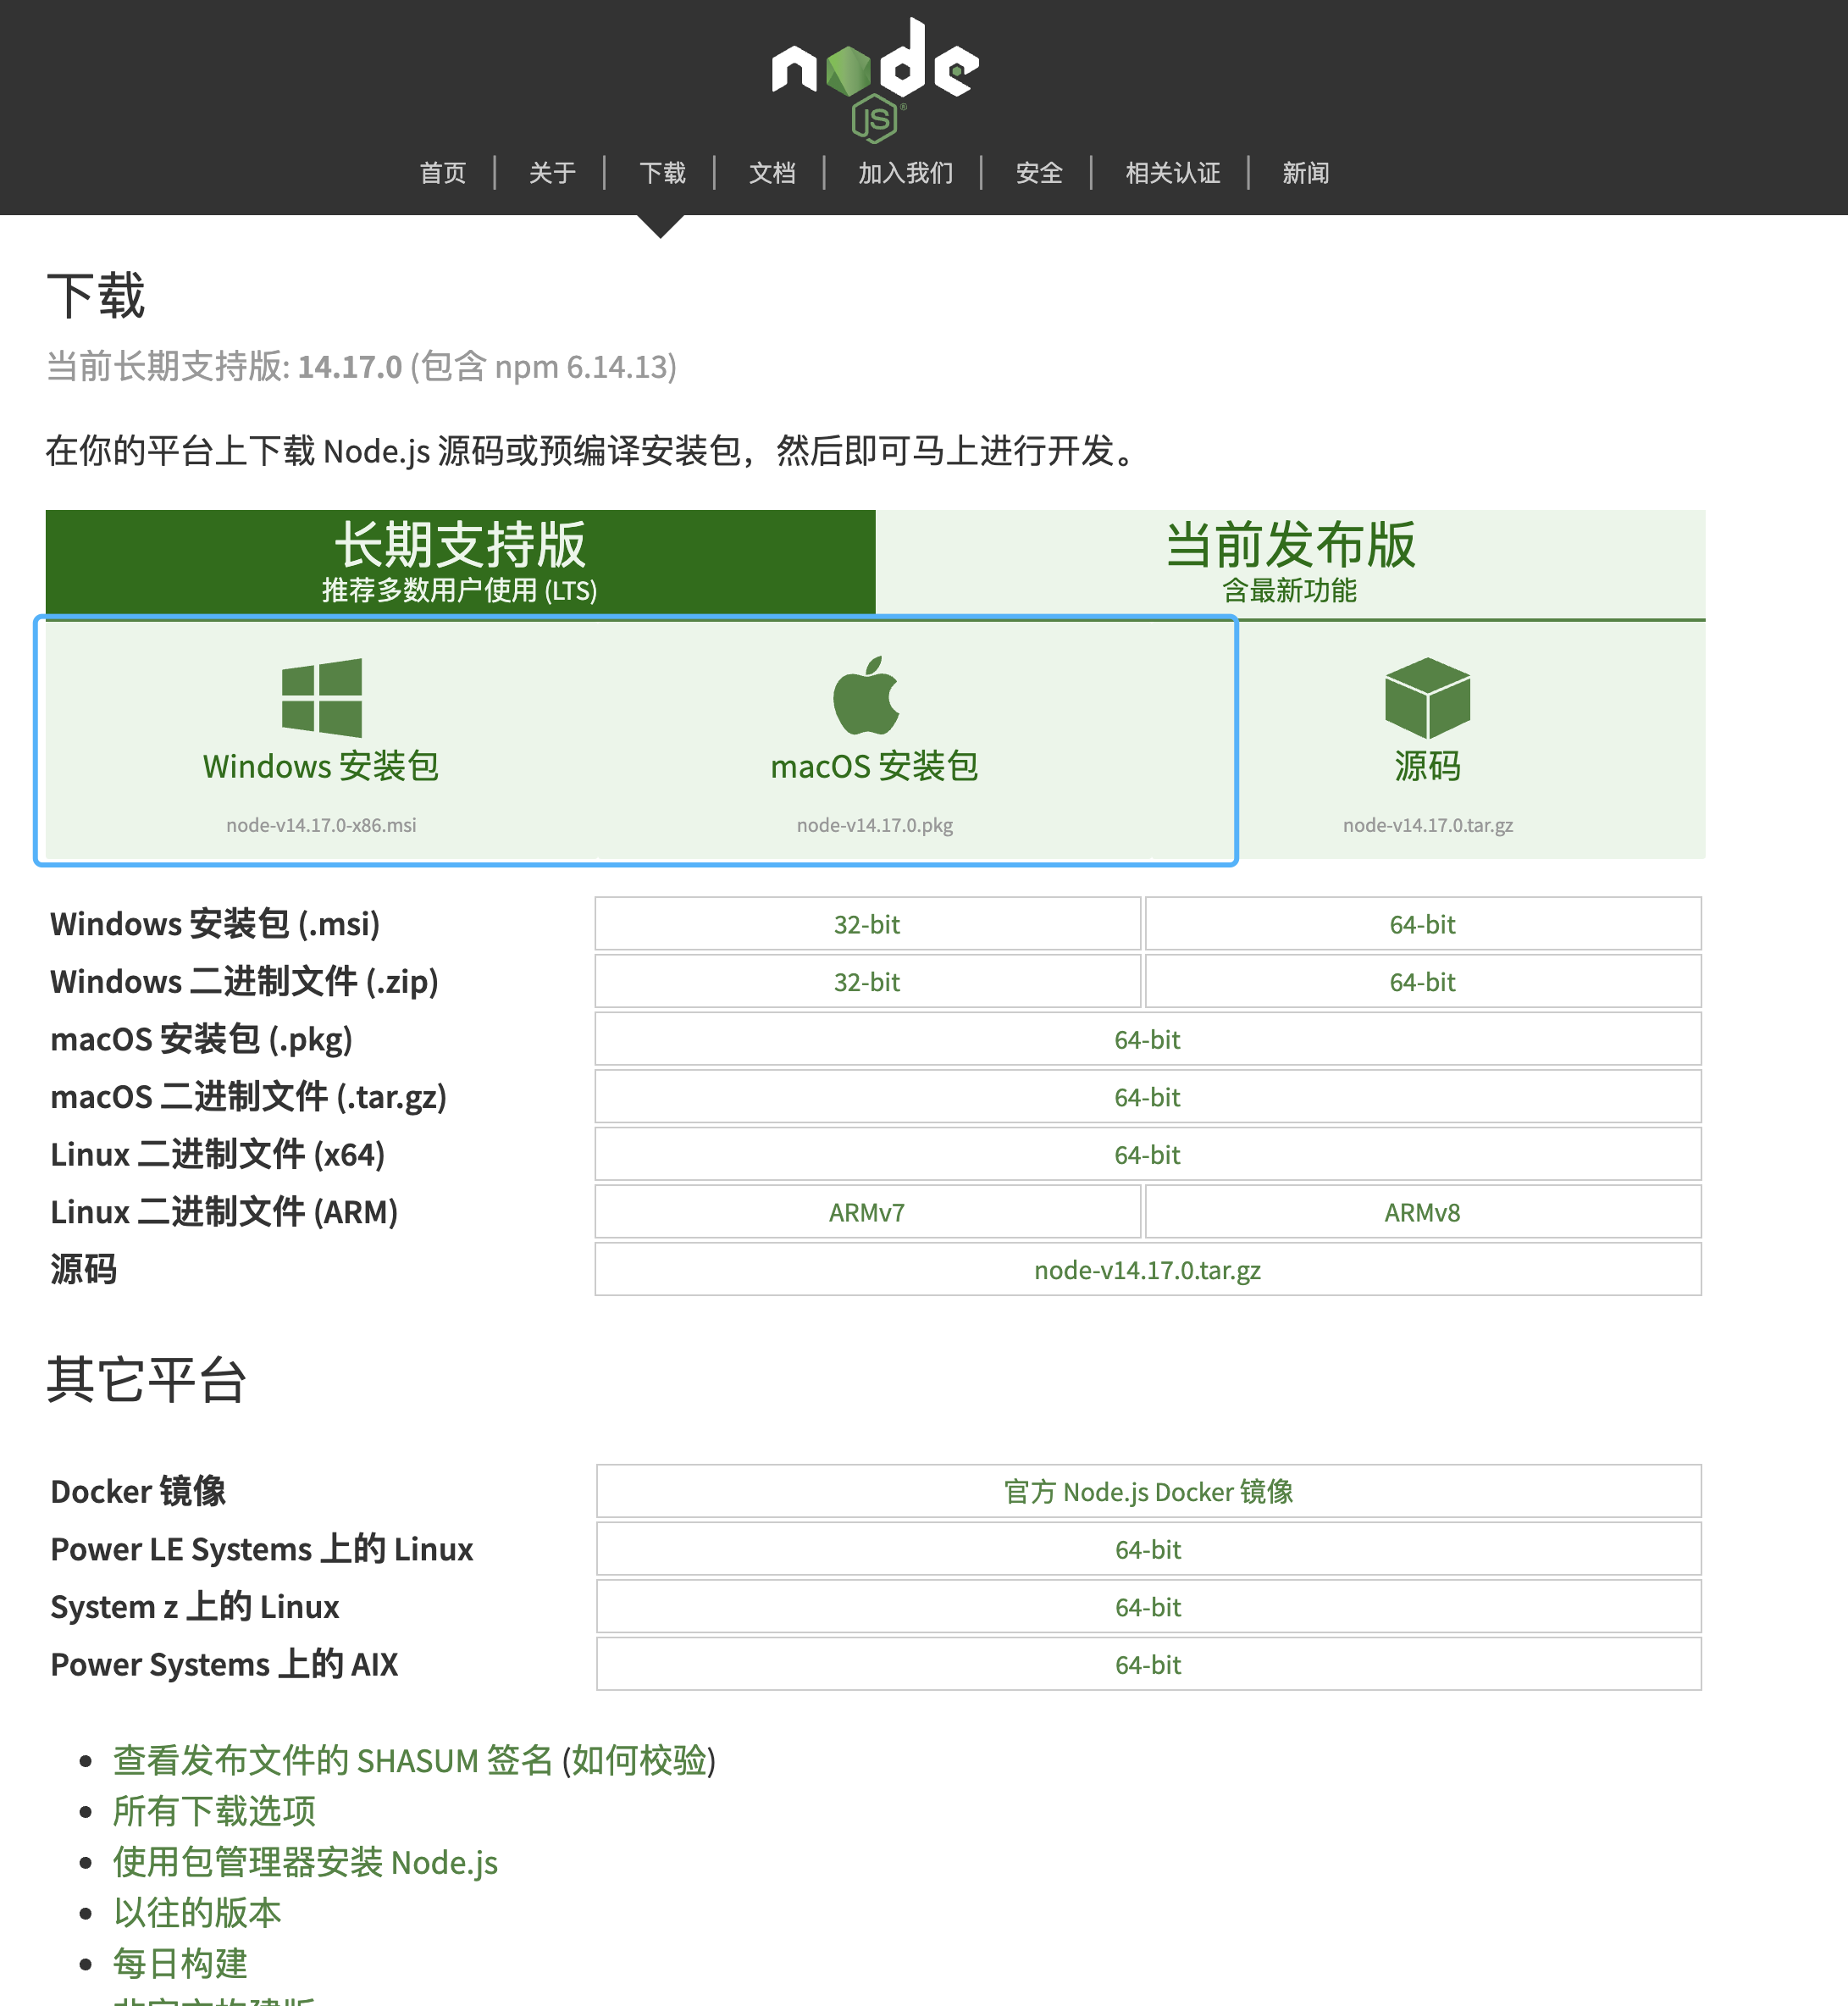 node
JS ®
首页 关于 下载 文档 加入我们 安全 相关认证 新闻
下载
当前长期支持版: 14.17.0 (包含 npm 6.14.13)
在你的平台上下载 Node.js 源码或预编译安装包，然后即可马上进行开发。
长期支持版 当前发布版
推荐多数用户使用 (LTS) 含最新功能
Windows 安装包 macOS 安装包 源码
node-v14.17.0-x86.msi node-v14.17.0.pkg node-v14.17.0.tar.gz
Windows 安装包 (.msi) 32-bit 64-bit
Windows 二进制文件 (.zip) 32-bit 64-bit
macOS 安装包 (.pkg) 64-bit
macOS 二进制文件 (.tar.gz) 64-bit
Linux 二进制文件 (x64) 64-bit
Linux 二进制文件 (ARM) ARMv7 ARMv8
源码 node-v14.17.0.tar.gz
其它平台
Docker 镜像 官方 Node.js Docker 镜像
Power LE Systems 上的 Linux 64-bit
System z 上的 Linux 64-bit
Power Systems 上的 AIX 64-bit
查看发布文件的 SHASUM 签名 (如何校验)
所有下载选项
使用包管理器安装 Node.js
以往的版本
每日构建